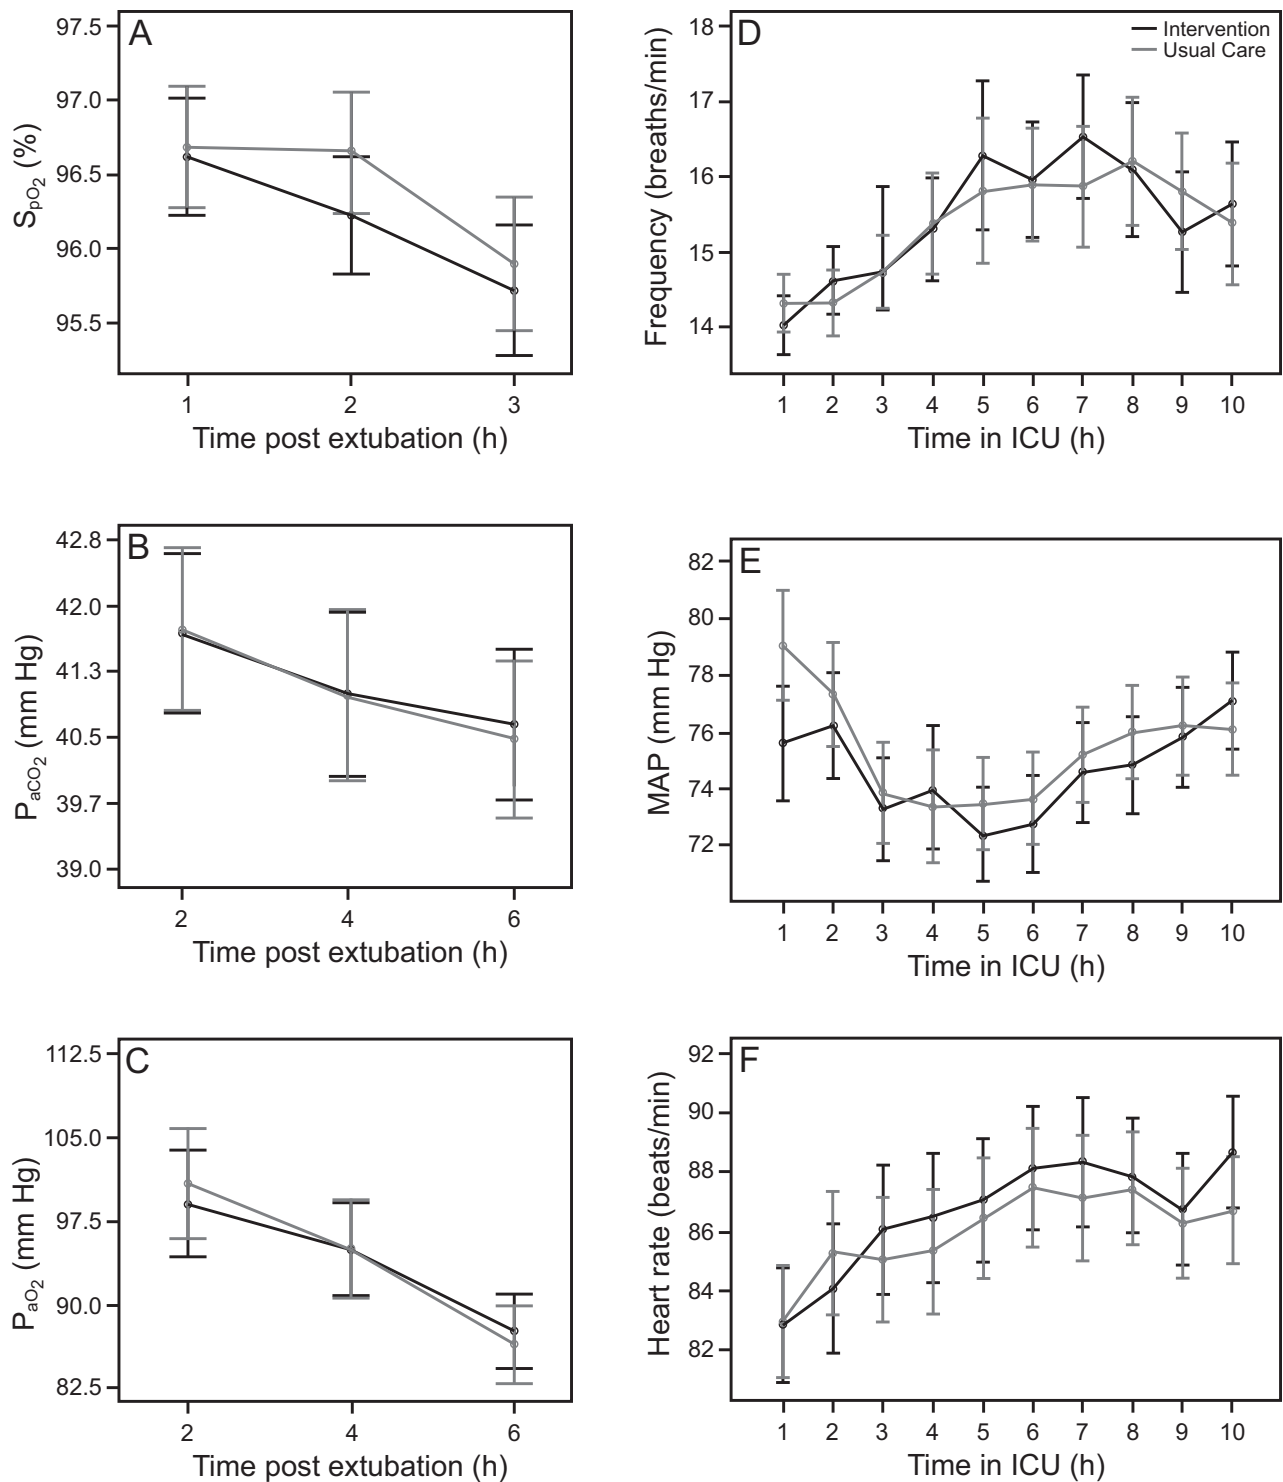 A
97.5
97.0
96.5
96.0
95.5
SpO2 (%)
1 2 3
Time post extubation (h)
B
42.8
42.0
41.3
40.5
39.7
39.0
PaCO2 (mm Hg)
2 4 6
Time post extubation (h)
C
112.5
105.0
97.5
90.0
82.5
PaO2 (mm Hg)
2 4 6
Time post extubation (h)
D
Intervention
Usual Care
18
17
16
15
14
Frequency (breaths/min)
1 2 3 4 5 6 7 8 9 10
Time in ICU (h)
E
82
80
78
76
74
72
MAP (mm Hg)
1 2 3 4 5 6 7 8 9 10
Time in ICU (h)
F
92
90
88
86
84
82
Heart rate (beats/min)
1 2 3 4 5 6 7 8 9 10
Time in ICU (h)